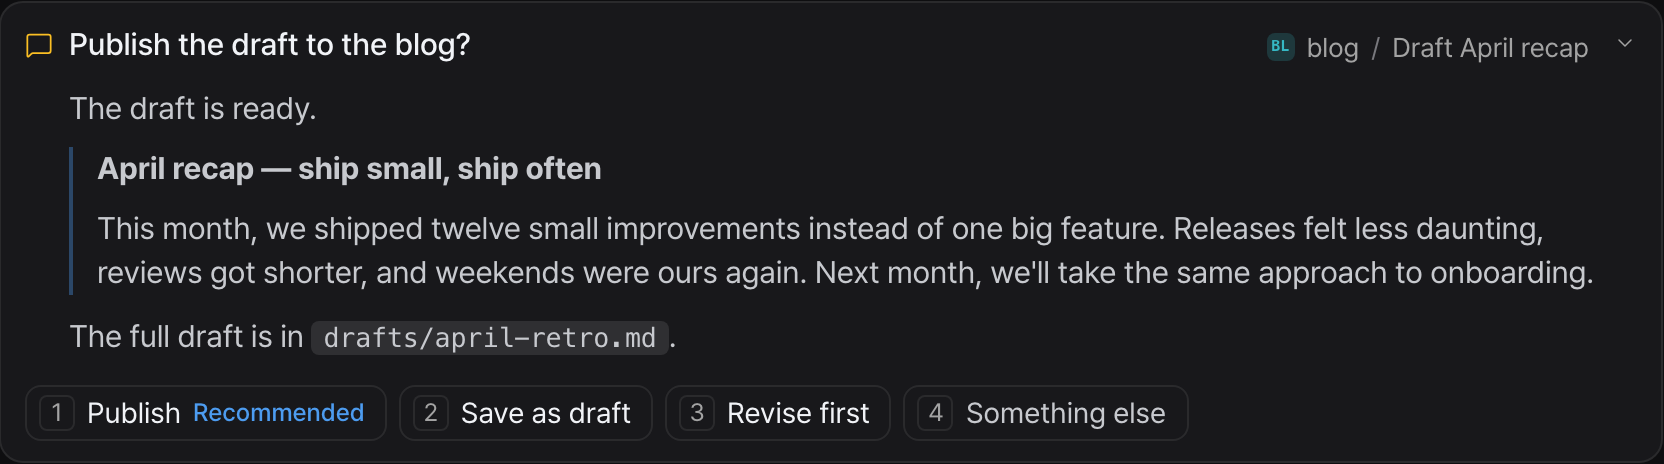 Publish the draft to the blog?
BL blog / Draft April recap
The draft is ready.
April recap — ship small, ship often
This month, we shipped twelve small improvements instead of one big feature. Releases felt less daunting,
reviews got shorter, and weekends were ours again. Next month, we'll take the same approach to onboarding.
The full draft is in drafts/april-retro.md.
1 Publish Recommended
2 Save as draft
3 Revise first
4 Something else